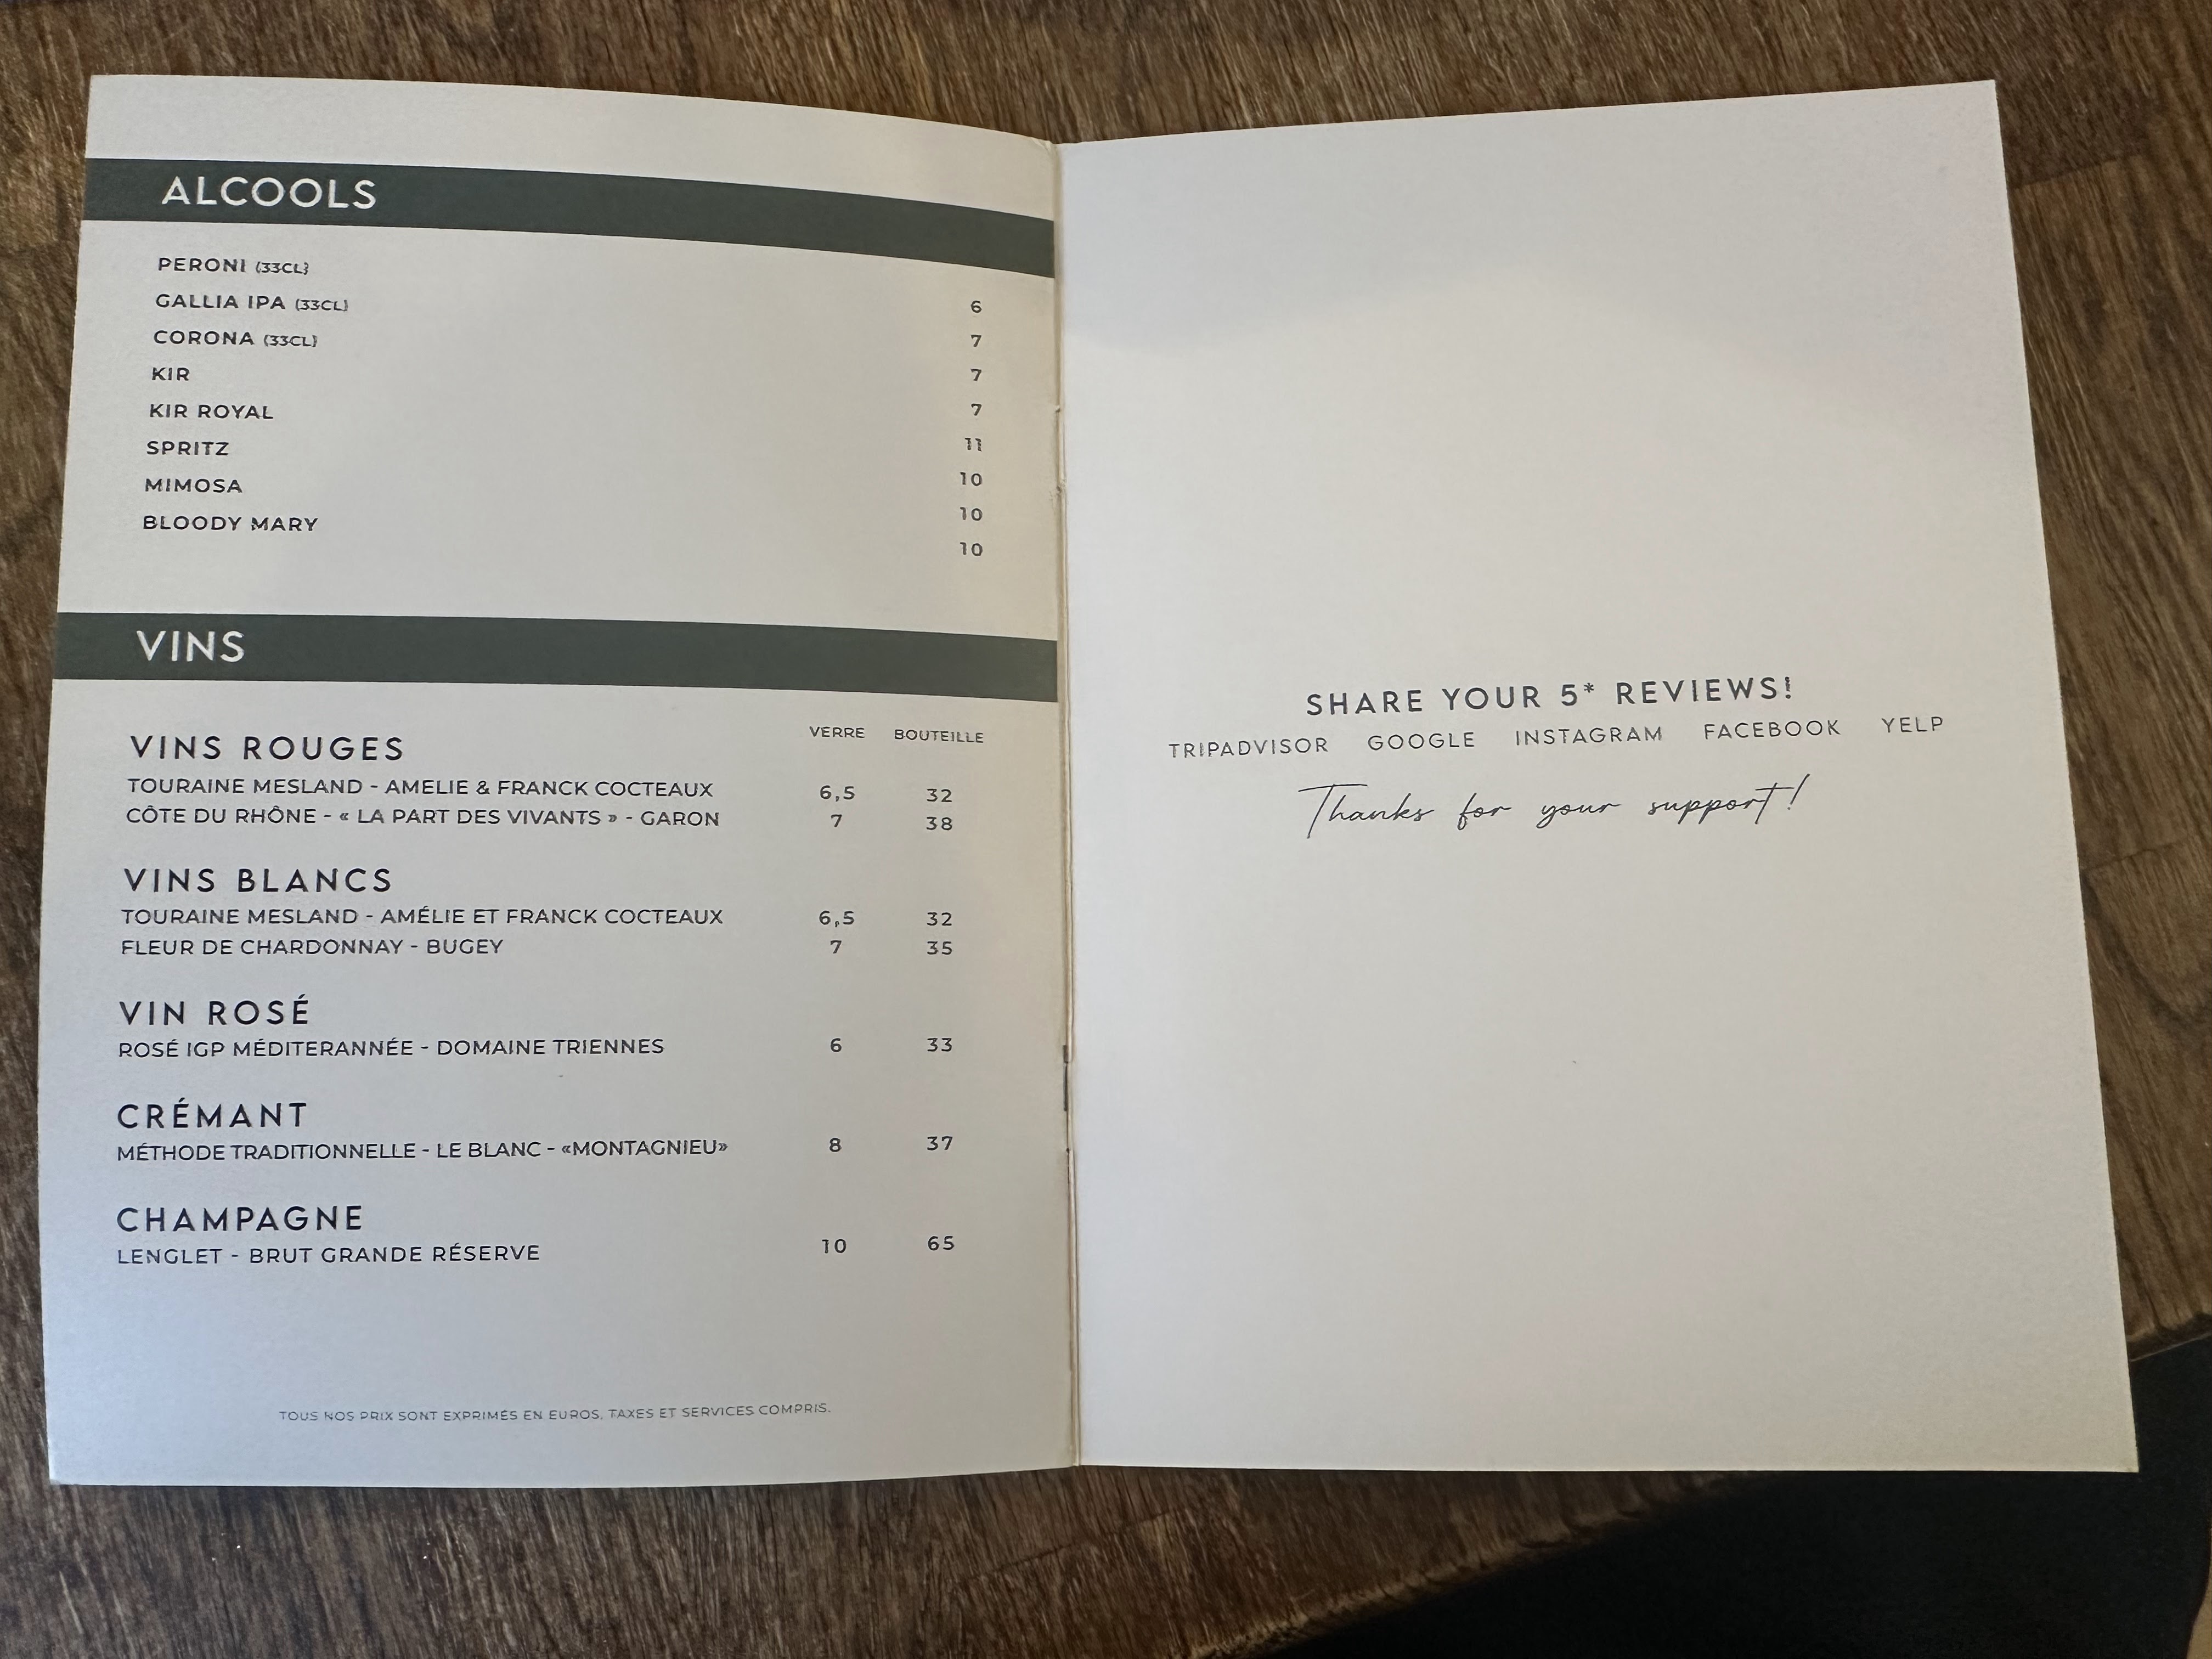 ALCOOLS
PERONI (33CL) 6
GALLIA IPA (33CL) 7
CORONA (33CL) 7
KIR 7
KIR ROYAL 11
SPRITZ 10
MIMOSA 10
BLOODY MARY 10
VINS
VERRE BOUTEILLE
VINS ROUGES
TOURAINE MESLAND - AMELIE & FRANCK COCTEAUX 6,5 32
CÔTE DU RHÔNE - « LA PART DES VIVANTS » - GARON 7 38
VINS BLANCS
TOURAINE MESLAND - AMÉLIE ET FRANCK COCTEAUX 6,5 32
FLEUR DE CHARDONNAY - BUGEY 7 35
VIN ROSÉ
ROSÉ IGP MÉDITERANNÉE - DOMAINE TRIENNES 6 33
CRÉMANT
MÉTHODE TRADITIONNELLE - LE BLANC - «MONTAGNIEU» 8 37
CHAMPAGNE
LENGLET - BRUT GRANDE RÉSERVE 10 65
TOUS NOS PRIX SONT EXPRIMÉS EN EUROS, TAXES ET SERVICES COMPRIS.
SHARE YOUR 5* REVIEWS!
TRIPADVISOR GOOGLE INSTAGRAM FACEBOOK YELP
Thanks for your support!